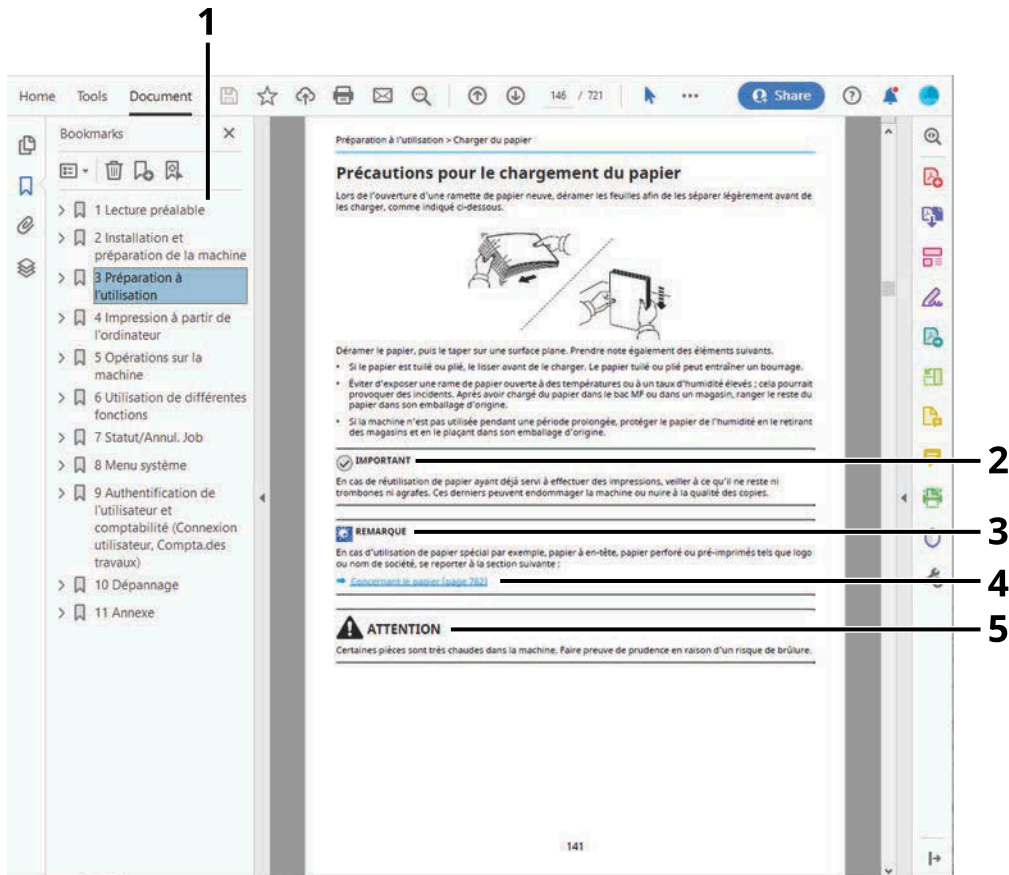 1
Home Tools Document 146 / 721 Share
Bookmarks
1 Lecture préalable
2 Installation et
préparation de la machine
3 Préparation à
l'utilisation
4 Impression à partir de
l'ordinateur
5 Opérations sur la
machine
6 Utilisation de différentes
fonctions
7 Statut/Annul. Job
8 Menu système
9 Authentification de
l'utilisateur et
comptabilité (Connexion
utilisateur, Compta.des
travaux)
10 Dépannage
11 Annexe
Préparation à l'utilisation > Charger du papier
Précautions pour le chargement du papier
Lors de l'ouverture d'une ramette de papier neuve, déramer les feuilles afin de les séparer légèrement avant de
les charger, comme indiqué ci-dessous.
Déramer le papier, puis le taper sur une surface plane. Prendre note également des éléments suivants.
• Si le papier est tuilé ou plié, le lisser avant de le charger. Le papier tuilé ou plié peut entraîner un bourrage.
• Éviter d'exposer une rame de papier ouverte à des températures ou à un taux d'humidité élevés ; cela pourrait
provoquer des incidents. Après avoir chargé du papier dans le bac MF ou dans un magasin, ranger le reste du
papier dans son emballage d'origine.
• Si la machine n'est pas utilisée pendant une période prolongée, protéger le papier de l'humidité en le retirant
des magasins et en le plaçant dans son emballage d'origine.
IMPORTANT
2
En cas de réutilisation de papier ayant déjà servi à effectuer des impressions, veiller à ce qu'il ne reste ni
trombones ni agrafes. Ces derniers peuvent endommager la machine ou nuire à la qualité des copies.
REMARQUE
3
En cas d'utilisation de papier spécial par exemple, papier à en-tête, papier perforé ou pré-imprimés tels que logo
ou nom de société, se reporter à la section suivante :
Concernant le papier (page 762)
4
ATTENTION
5
Certaines pièces sont très chaudes dans la machine. Faire preuve de prudence en raison d'un risque de brûlure.
141